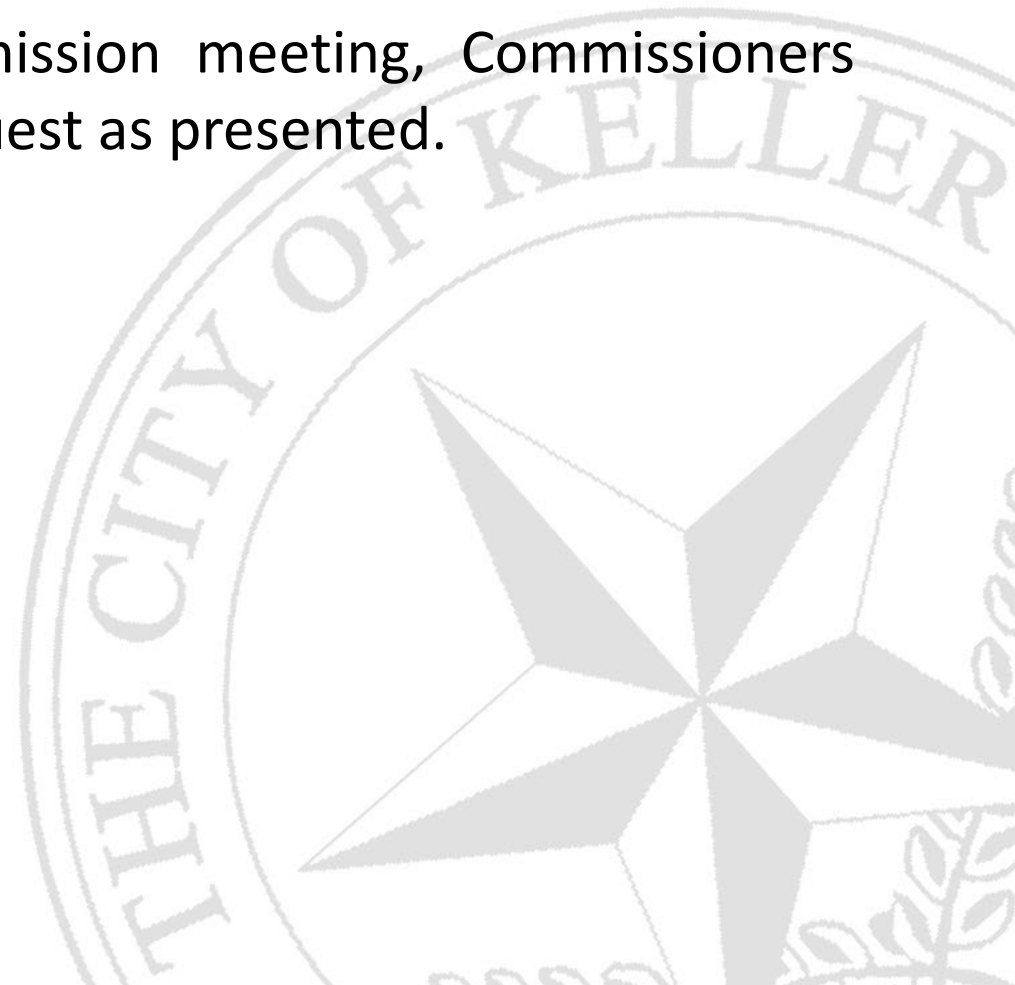 mission meeting, Commissioners
uest as presented.
THE CITY OF KELLER